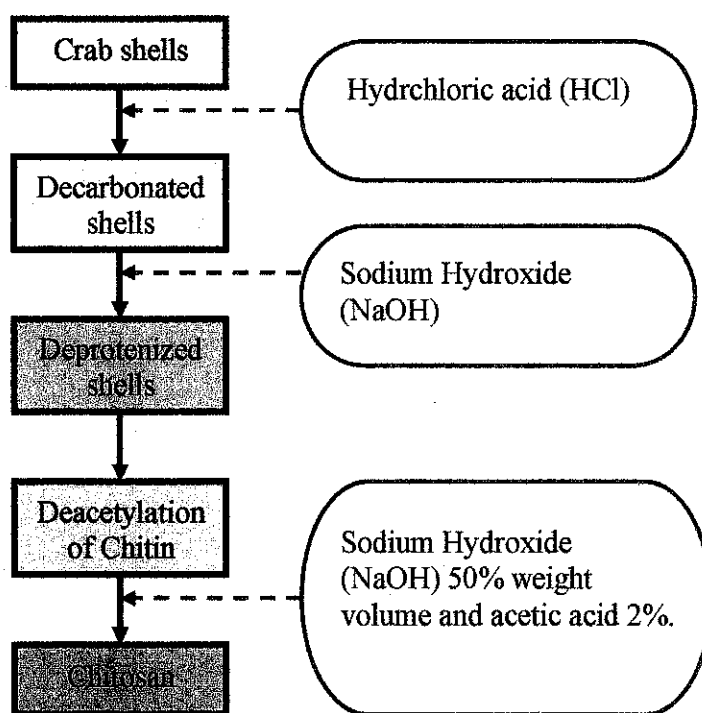 Crab shells
Hydrchloric acid (HCl)
Decarbonated
shells
Sodium Hydroxide
(NaOH)
Deprotenized
shells
Deacetylation
of Chitin
Sodium Hydroxide
(NaOH) 50% weight
volume and acetic acid 2%.
Chitosan